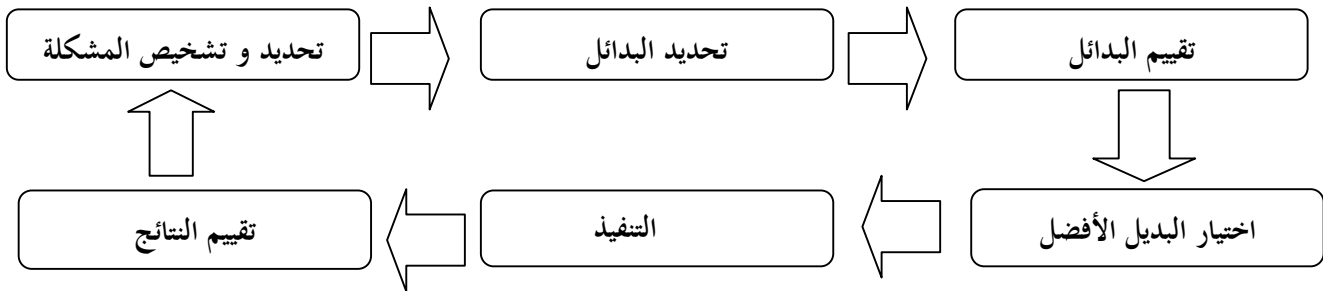 تحديد و تشخيص المشكلة
تحديد البدائل
تقييم البدائل
اختيار البديل الأفضل
التنفيذ
تقييم النتائج